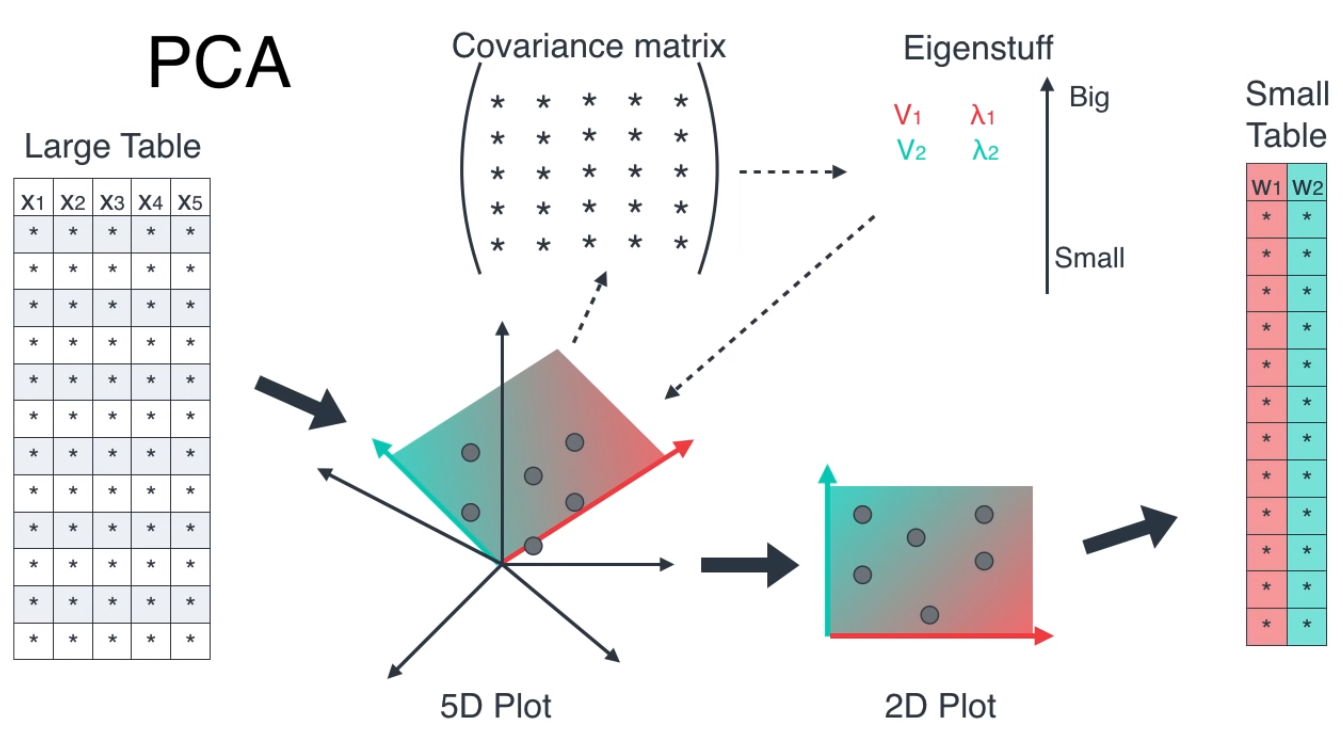 PCA
Large Table
x1 x2 x3 x4 x5
* * * * *
* * * * *
* * * * *
* * * * *
* * * * *
* * * * *
* * * * *
* * * * *
* * * * *
* * * * *
* * * * *
* * * * *
Covariance matrix
* * * * *
* * * * *
* * * * *
* * * * *
* * * * *
Eigenstuff
V1 λ1
V2 λ2
Big
Small
5D Plot
2D Plot
Small
Table
W1 W2
* *
* *
* *
* *
* *
* *
* *
* *
* *
* *
* *
* *